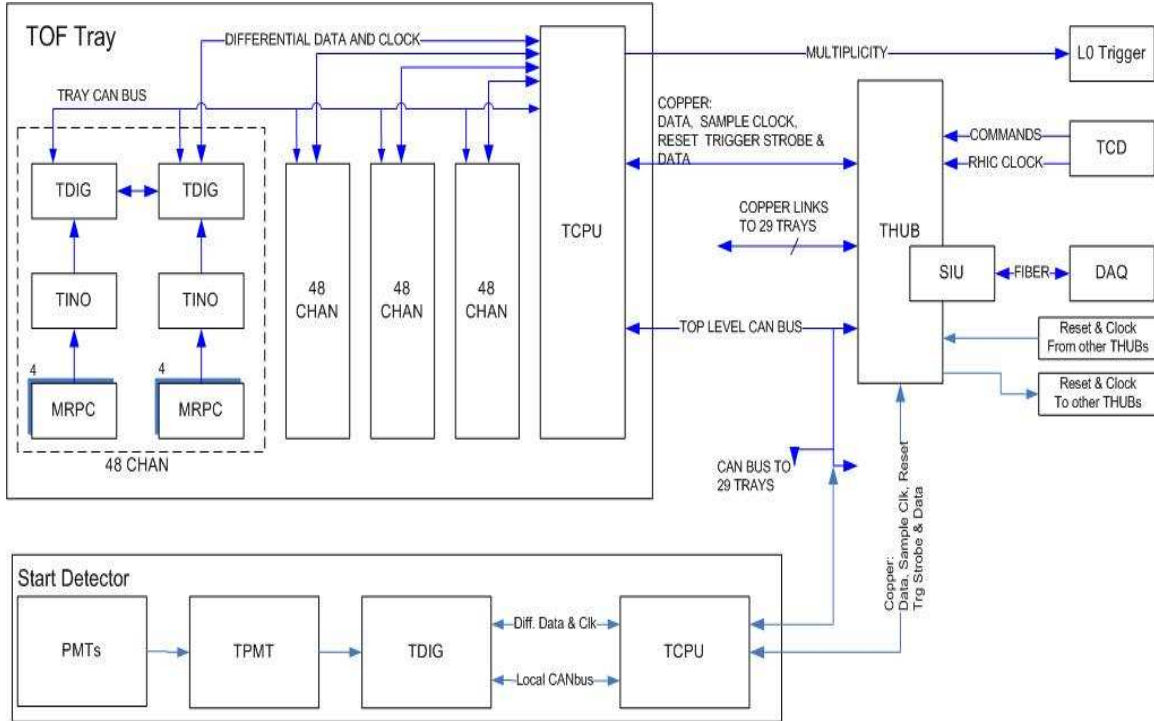 TOF Tray
DIFFERENTIAL DATA AND CLOCK
TRAY CAN BUS
TDIG
TDIG
TINO
TINO
4
MRPC
4
MRPC
48 CHAN
48
CHAN
48
CHAN
48
CHAN
TCPU
MULTIPLICITY
L0 Trigger
COPPER:
DATA, SAMPLE CLOCK,
RESET TRIGGER STROBE &
DATA
COMMANDS
RHIC CLOCK
TCD
COPPER LINKS
TO 29 TRAYS
THUB
SIU
FIBER
DAQ
TOP LEVEL CAN BUS
Reset & Clock
From other THUBs
Reset & Clock
To other THUBs
CAN BUS TO
29 TRAYS
Copper:
Data, Sample Clk, Reset
Trg Strobe & Data
Start Detector
PMTs
TPMT
TDIG
Diff. Data & Clk
Local CANbus
TCPU